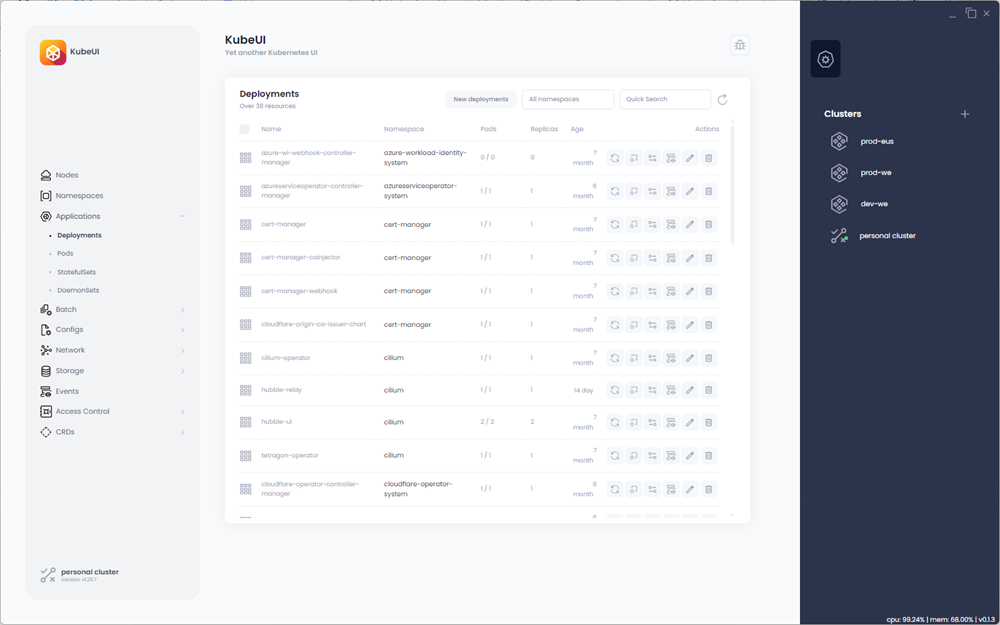 KubeUI
Nodes
Namespaces
Applications
Deployments
Pods
StatefulSets
DaemonSets
Batch
Configs
Network
Storage
Events
Access Control
CRDs
personal cluster
Version: v1.28.7
KubeUI
Yet another Kubernetes UI
Deployments
Over 38 resources
New deployments All namespaces Quick Search
Name Namespace Pods Replicas Age Actions
azure-wi-webhook-controller-manager azure-workload-identity-system 0 / 0 0 7 month
azureserviceoperator-controller-manager azureserviceoperator-system 1 / 1 1 6 month
cert-manager cert-manager 1 / 1 1 7 month
cert-manager-cainjector cert-manager 1 / 1 1 7 month
cert-manager-webhook cert-manager 1 / 1 1 7 month
cloudflare-origin-ca-issuer-chart cert-manager 1 / 1 1 7 month
cilium-operator cilium 1 / 1 1 7 month
hubble-relay cilium 1 / 1 1 14 day
hubble-ui cilium 2 / 2 2 7 month
tetragon-operator cilium 1 / 1 1 7 month
cloudflare-operator-controller-manager cloudflare-operator-system 1 / 1 1 6 month
Clusters
prod-eus
prod-we
dev-we
personal cluster
cpu: 99.24% | mem: 68.00% | v0.1.3